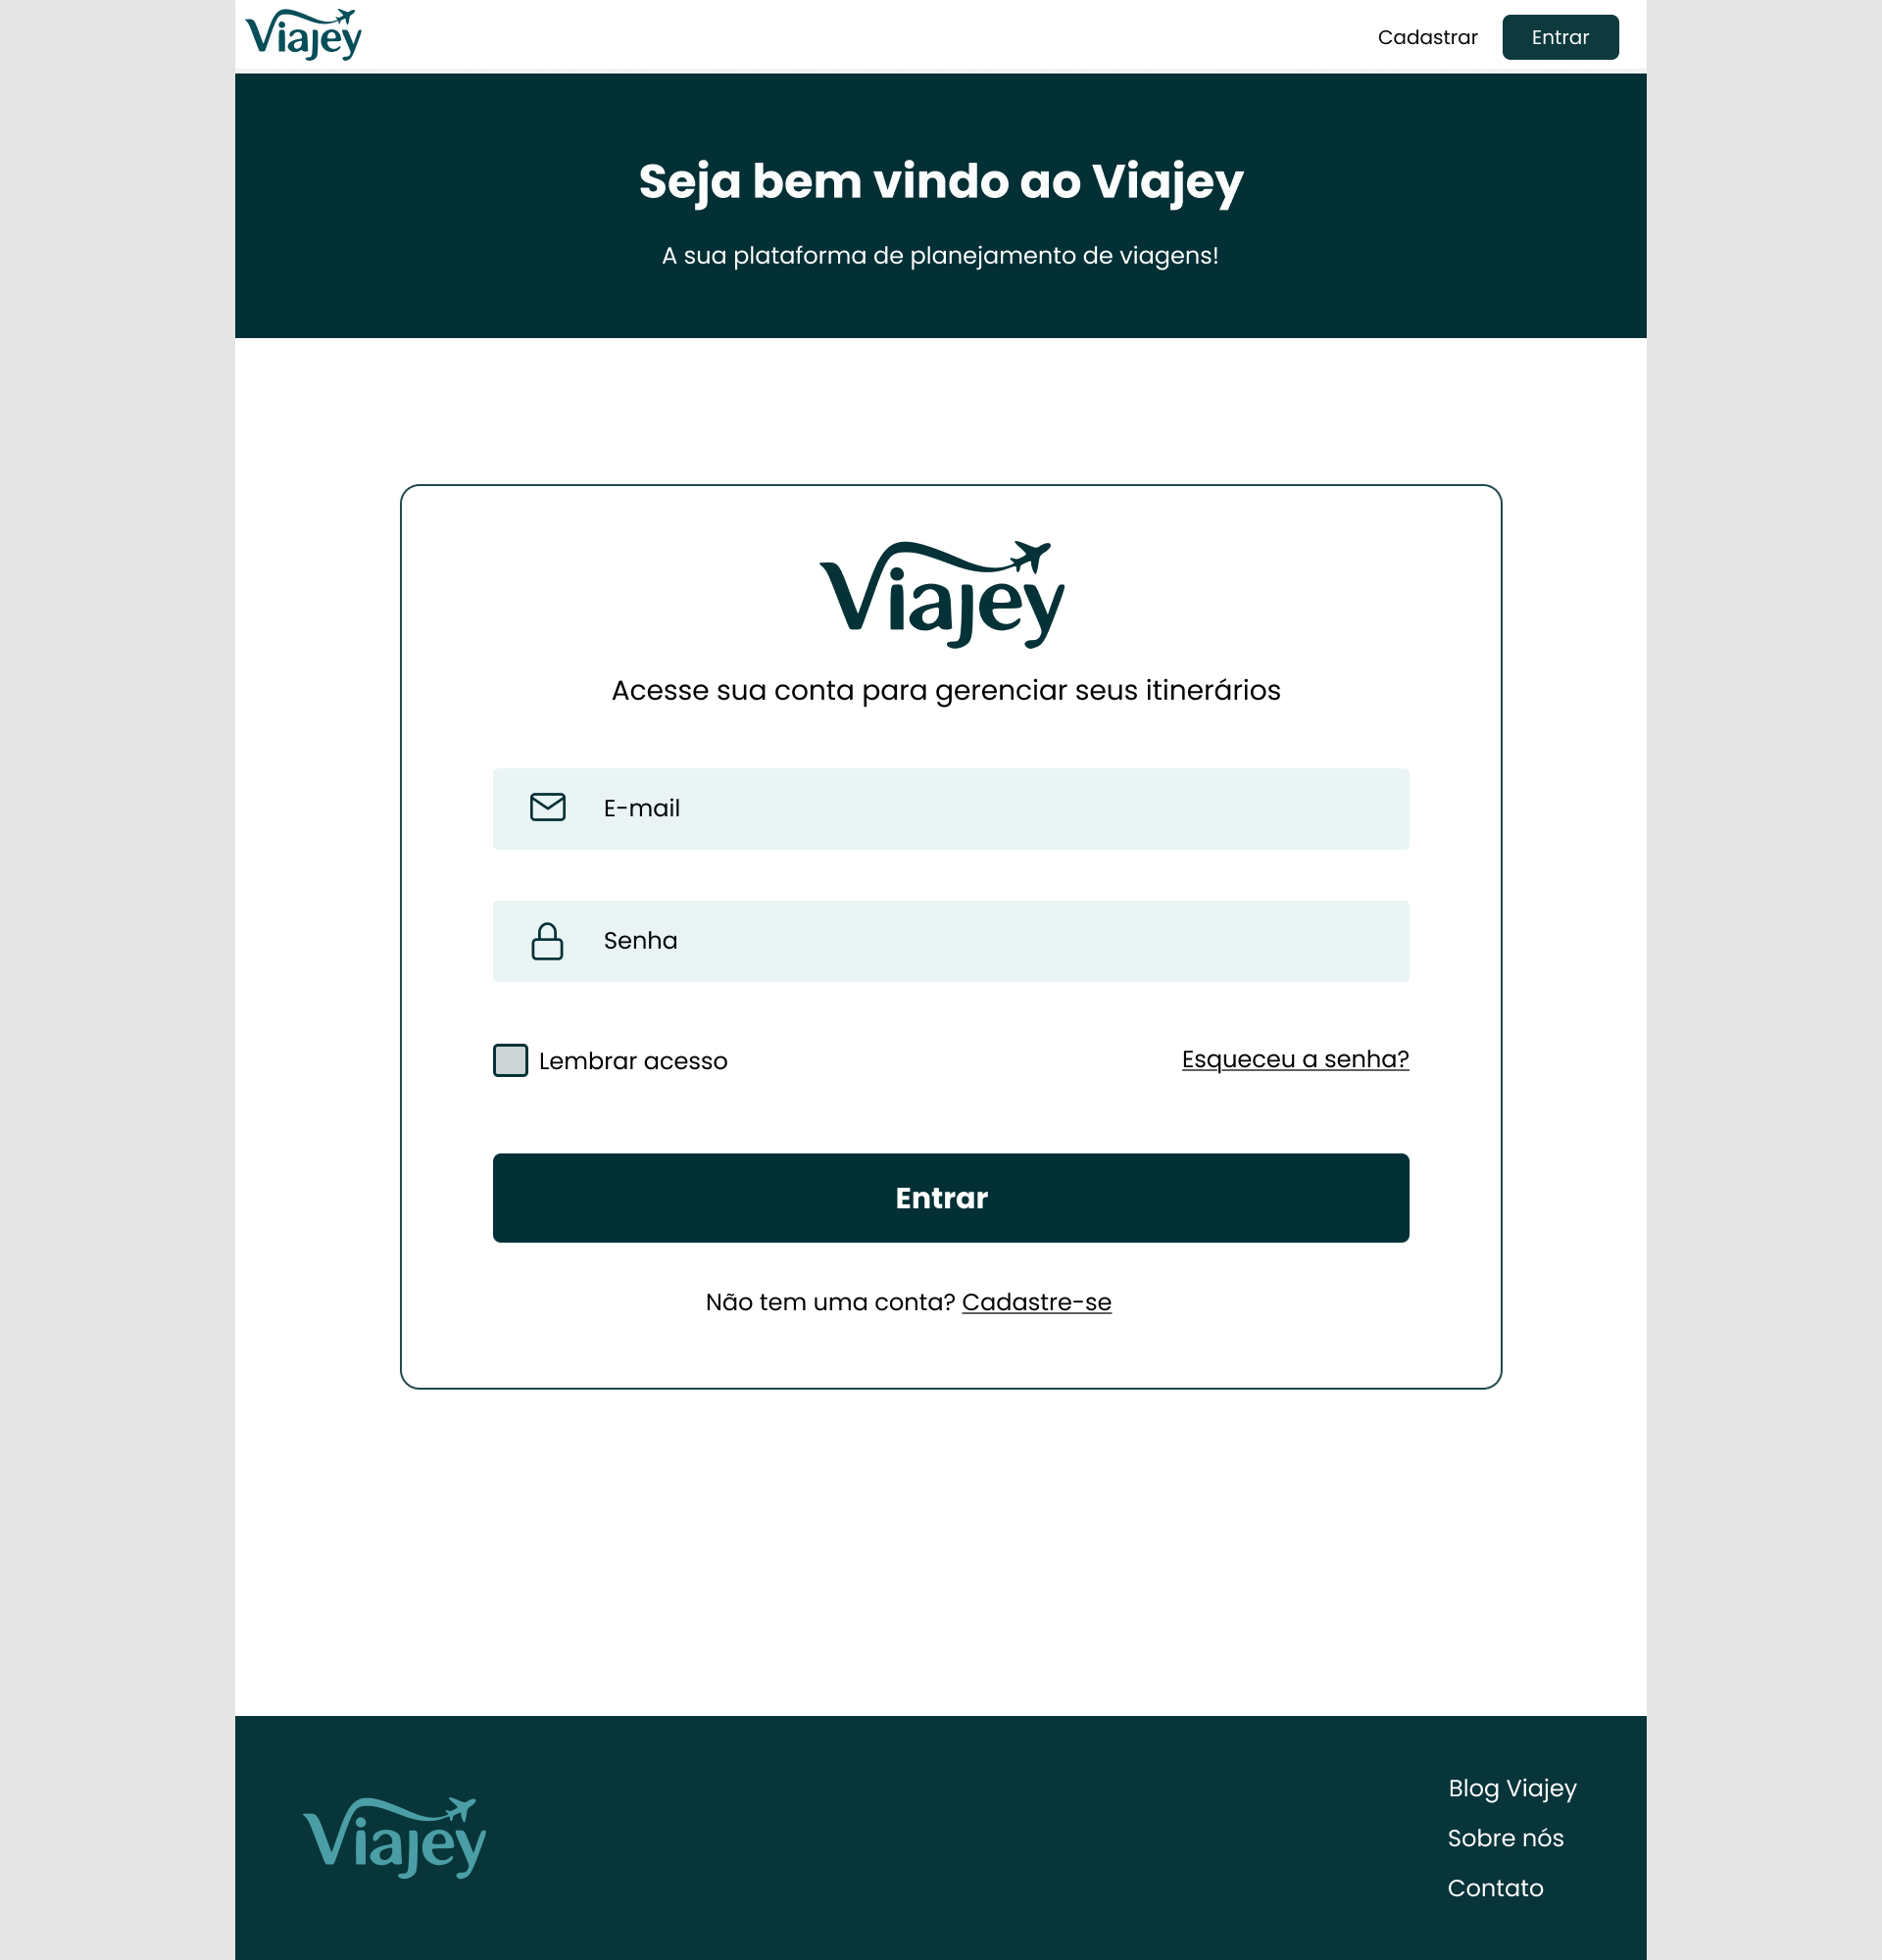 Viajey
Cadastrar
Entrar
Seja bem vindo ao Viajey
A sua plataforma de planejamento de viagens!
Viajey
Acesse sua conta para gerenciar seus itinerários
E-mail
Senha
Lembrar acesso
Esqueceu a senha?
Entrar
Não tem uma conta? Cadastre-se
Viajey
Blog Viajey
Sobre nós
Contato